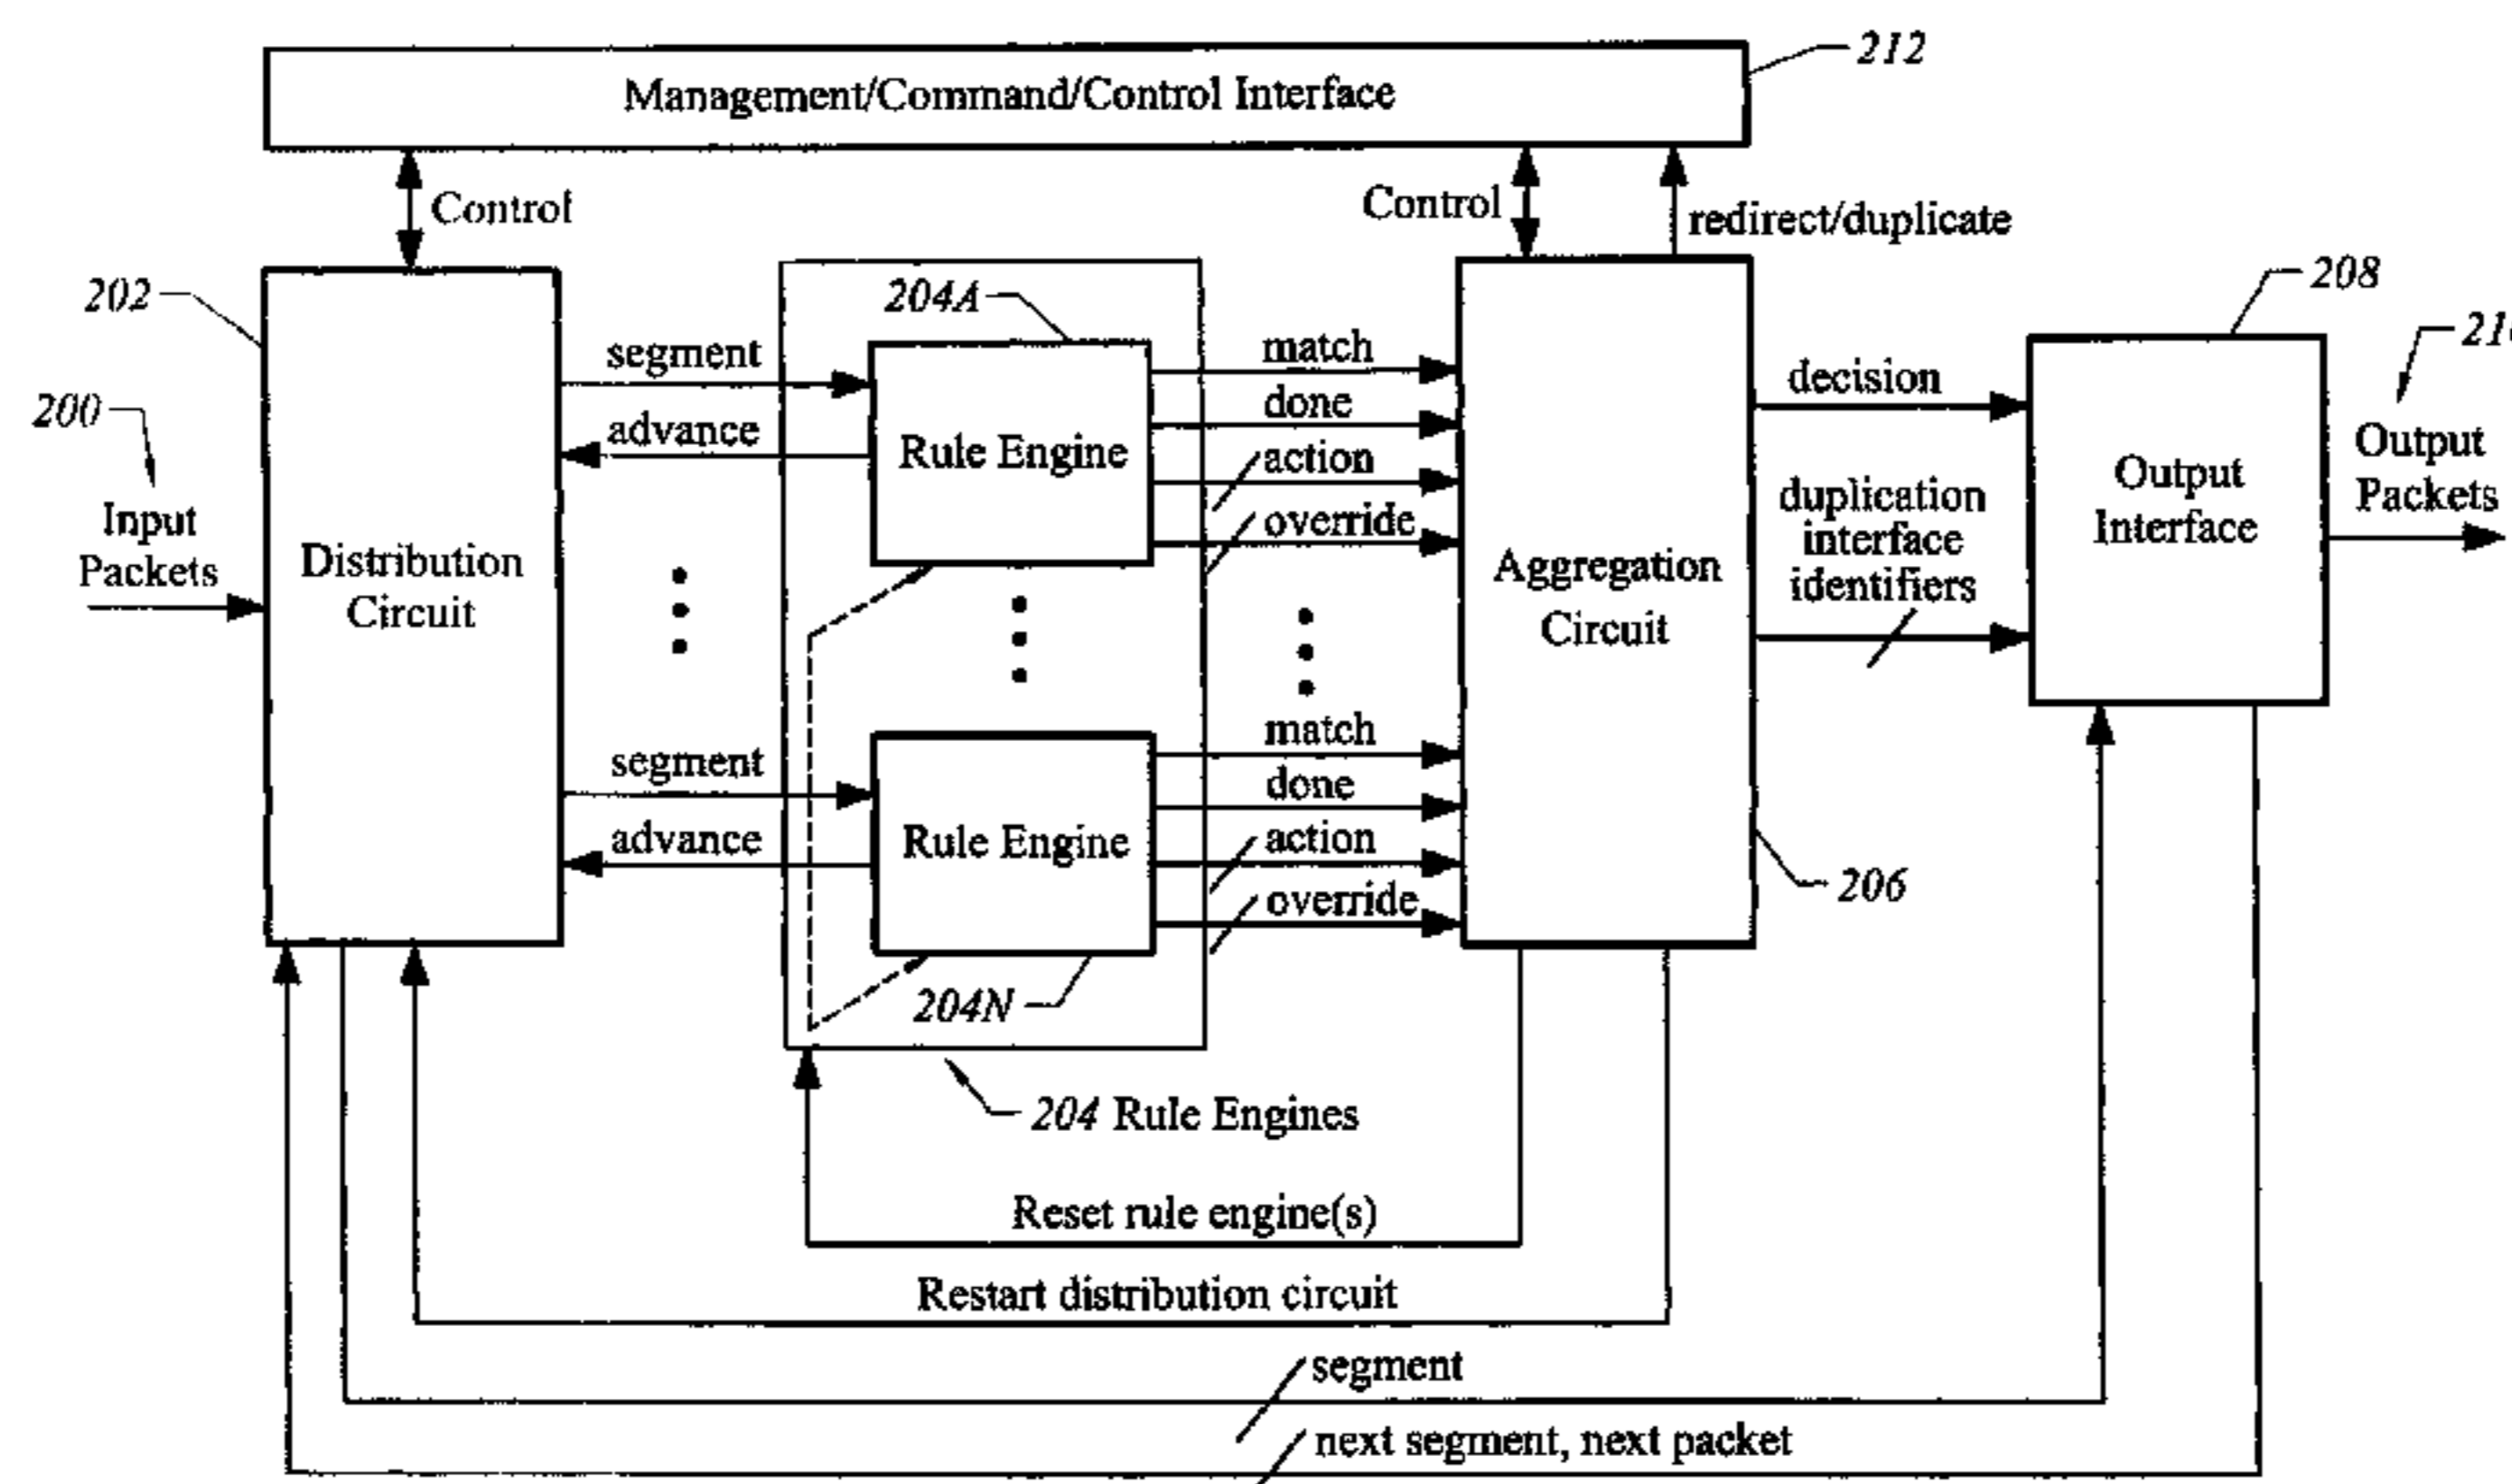 212
Management/Command/Control Interface
Control
Control
redirect/duplicate
202
204A
208
segment
match
decision
200
advance
Rule Engine
done
action
override
Output
Packets
Input
Packets
Distribution
Circuit
Aggregation
Circuit
duplication
interface
identifiers
Output
Interface
segment
match
advance
Rule Engine
done
action
override
206
204N
204 Rule Engines
Reset rule engine(s)
Restart distribution circuit
segment
next segment, next packet